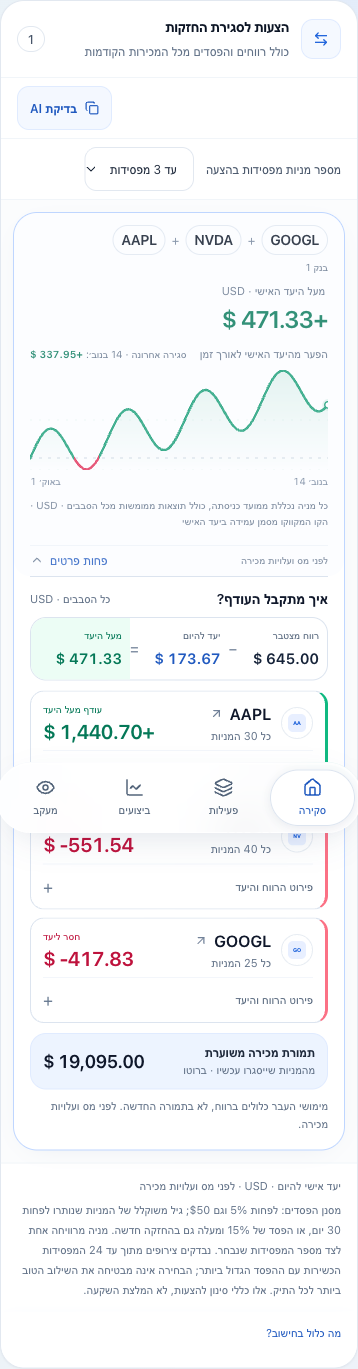 הצעות לסגירת החזקות
1
כולל רווחים והפסדים מכל המכירות הקודמות
בדיקת AI
מספר מניות מפסידות בהצעה
עד 3 מפסידות
GOOGL + NVDA + AAPL
בנק 1
מעל היעד האישי · USD
$ 471.33+
הפער מהיעד האישי לאורך זמן
סגירה אחרונה · 14 בנוב׳: +337.95 $
באוק׳ 1
בנוב׳ 14
כל מניה נכללת ממועד כניסתה, כולל תוצאות ממומשות מכל הסבבים · USD ·
הקו המקווקו מסמן עמידה ביעד האישי
לפני מס ועלויות מכירה
פחות פרטים
איך מתקבל העודף?
כל הסבבים · USD
רווח מצטבר
$ 645.00
−
יעד להיום
$ 173.67
=
מעל היעד
$ 471.33
AA
AAPL
כל 30 המניות
עודף מעל היעד
$ 1,440.70+
סקירה
פעילות
ביצועים
מעקב
NV
כל 40 המניות
$ -551.54
פירוט הרווח והיעד
+
GO
GOOGL
כל 25 המניות
חסר ליעד
$ -417.83
פירוט הרווח והיעד
+
תמורת מכירה משוערת
מהמניות שייסגרו עכשיו · ברוטו
$ 19,095.00
מימושי העבר כלולים ברווח, לא בתמורה החדשה. לפני מס ועלויות
מכירה.
יעד אישי להיום · USD · לפני מס ועלויות מכירה
מסנן הפסדים: לפחות 5% וגם $50; גיל משוקלל של המניות שנותרו לפחות
30 יום, או הפסד של 15% ומעלה גם בהחזקה חדשה. מניה מרוויחה אחת
לצד מספר המפסידות שנבחר. נבדקים צירופים מתוך עד 24 המפסידות
הכשירות עם ההפסד הגדול ביותר; הבחירה אינה מבטיחה את השילוב הטוב
ביותר לכל התיק. אלו כללי סינון להצעות, לא המלצת השקעה.
מה כלול בחישוב?